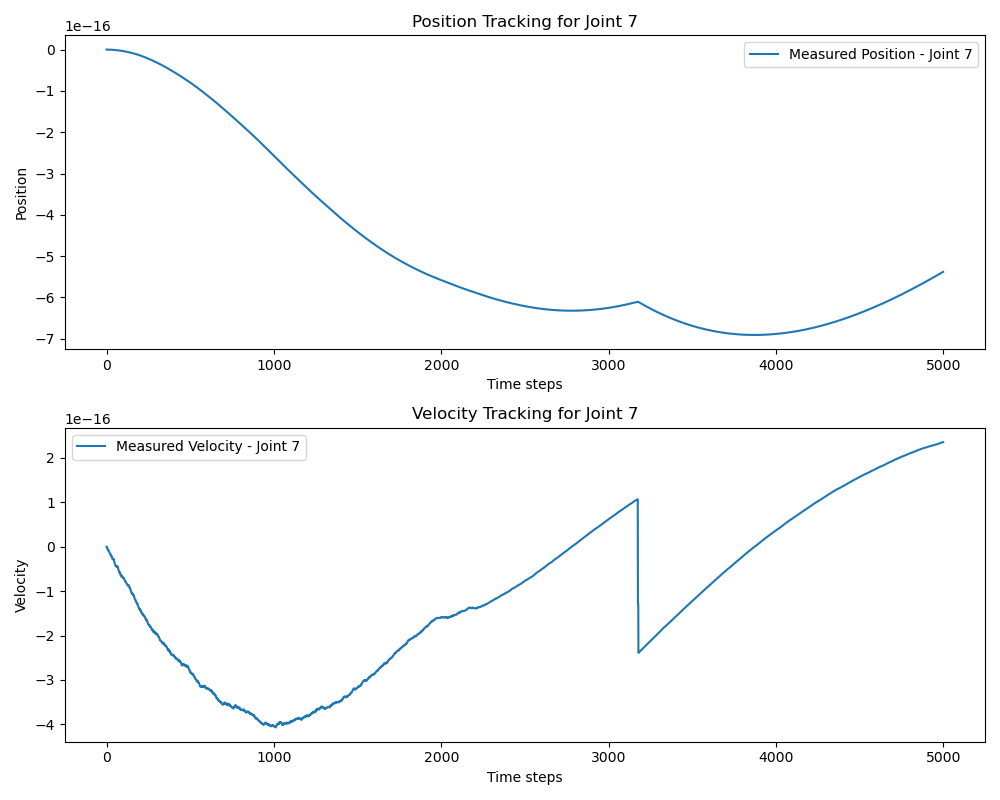 Position Tracking for Joint 7
1e−16
Measured Position - Joint 7
0
−1
−2
−3
−4
−5
−6
−7
Position
0 1000 2000 3000 4000 5000
Time steps
Velocity Tracking for Joint 7
1e−16
Measured Velocity - Joint 7
2
1
0
−1
−2
−3
−4
Velocity
0 1000 2000 3000 4000 5000
Time steps